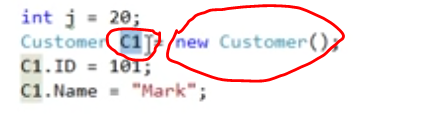 int j = 20;
Customer C1 = new Customer();
C1.ID = 101;
C1.Name = "Mark";